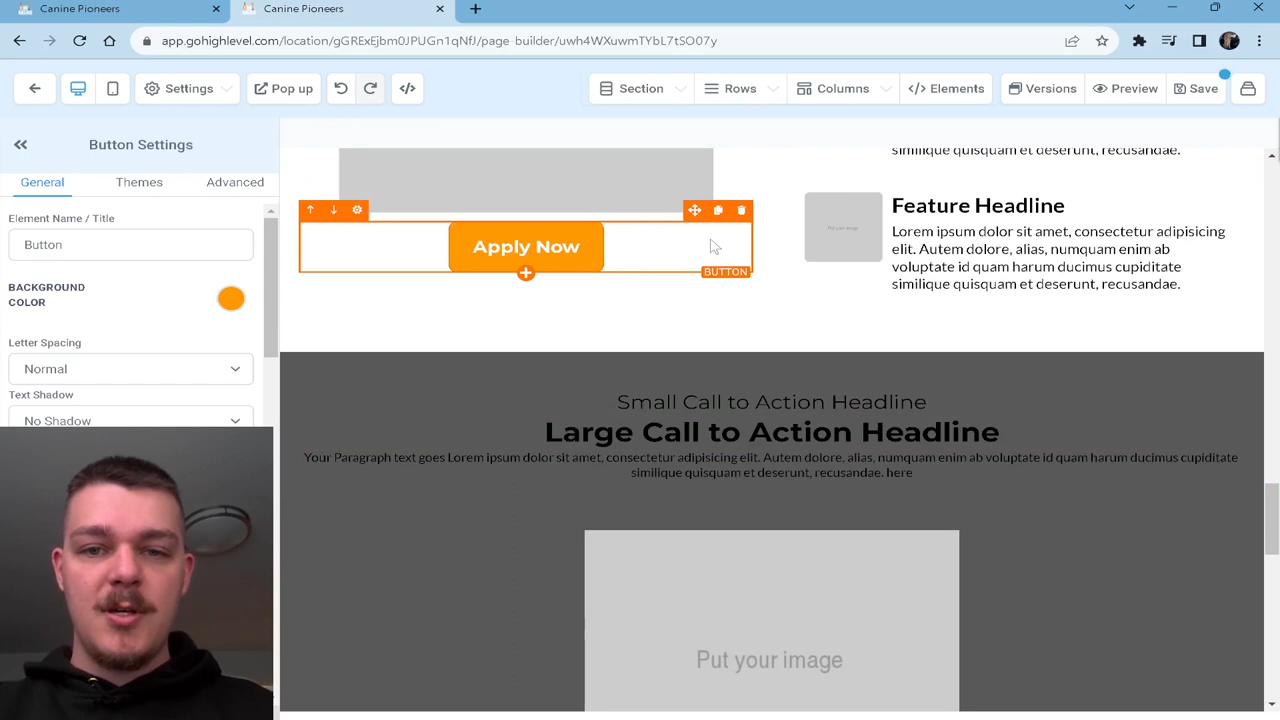 Canine Pioneers
Canine Pioneers
app.gohighlevel.com/location/gGRExEjbm0JPUGn1qNfJ/page-builder/uwh4WXuwmTYbL7tSO07y
Settings
Pop up
Section
Rows
Columns
Elements
Versions
Preview
Save
Button Settings
General
Themes
Advanced
Element Name / Title
Button
BACKGROUND
COLOR
Letter Spacing
Normal
Text Shadow
No Shadow
Apply Now
BUTTON
similique quisquam et deserunt, recusandae.
Put your image
Feature Headline
Lorem ipsum dolor sit amet, consectetur adipisicing
elit. Autem dolore, alias, numquam enim ab
voluptate id quam harum ducimus cupiditate
similique quisquam et deserunt, recusandae.
Small Call to Action Headline
Large Call to Action Headline
Your Paragraph text goes Lorem ipsum dolor sit amet, consectetur adipisicing elit. Autem dolore, alias, numquam enim ab voluptate id quam harum ducimus cupiditate
similique quisquam et deserunt, recusandae. here
Put your image